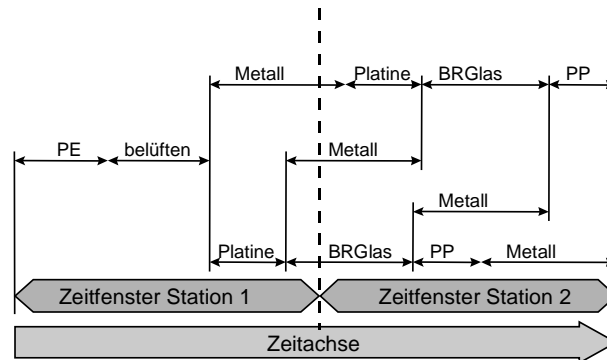 Metall Platine BRGlas PP
PE belüften Metall
Metall
Platine BRGlas PP Metall
Zeitfenster Station 1 Zeitfenster Station 2
Zeitachse